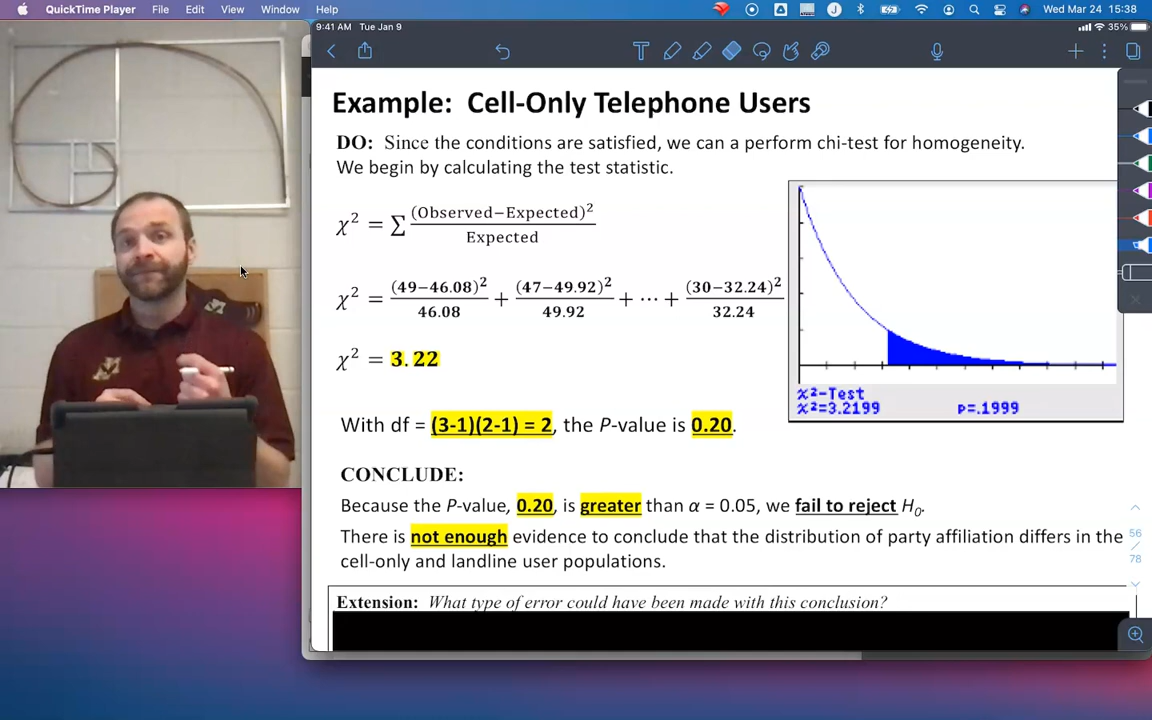 QuickTime Player File Edit View Window Help
Wed Mar 24 15:38
9:41 AM Tue Jan 9
35%
Example: Cell-Only Telephone Users
DO: Since the conditions are satisfied, we can a perform chi-test for homogeneity.
We begin by calculating the test statistic.
χ² = ∑ (Observed−Expected)² / Expected
χ² = (49−46.08)² / 46.08 + (47−49.92)² / 49.92 + ⋯ + (30−32.24)² / 32.24
χ² = 3.22
χ²-Test
χ²=3.2199 p=.1999
With df = (3-1)(2-1) = 2, the P-value is 0.20.
CONCLUDE:
Because the P-value, 0.20, is greater than α = 0.05, we fail to reject H₀.
There is not enough evidence to conclude that the distribution of party affiliation differs in the
cell-only and landline user populations.
56
/
78
Extension: What type of error could have been made with this conclusion?